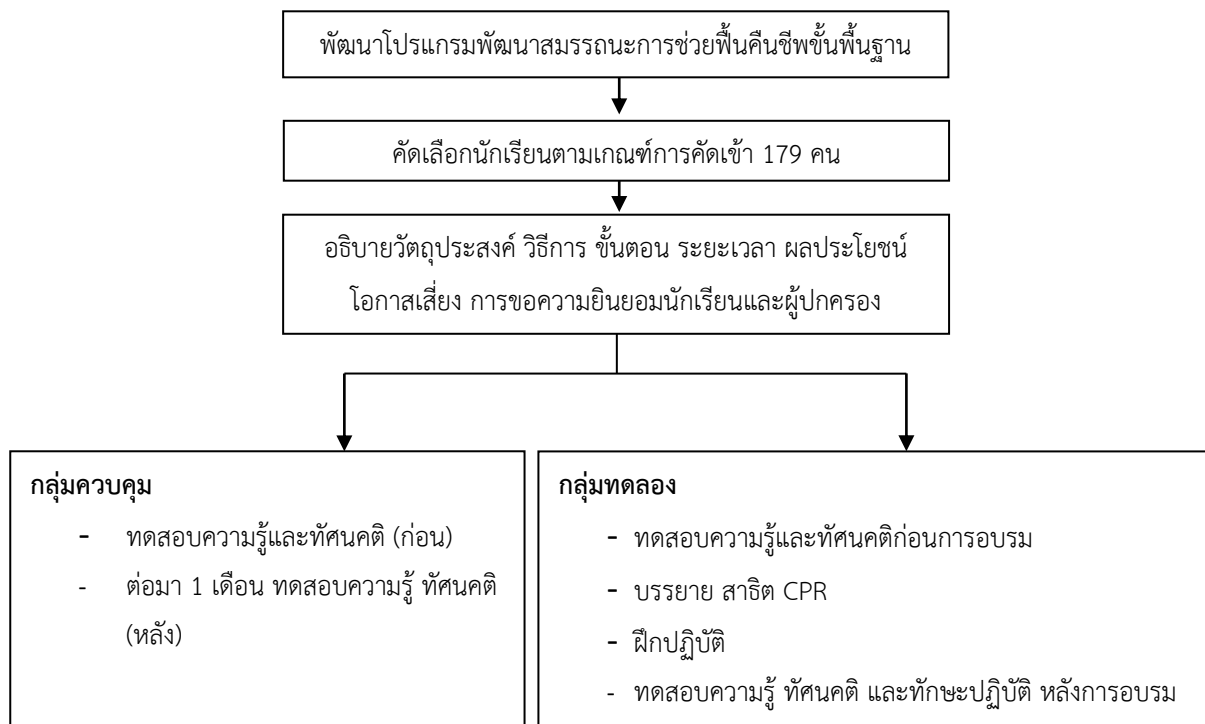 พัฒนาโปรแกรมพัฒนาสมรรถนะการช่วยฟื้นคืนชีพขั้นพื้นฐาน
คัดเลือกนักเรียนตามเกณฑ์การคัดเข้า 179 คน
อธิบายวัตถุประสงค์ วิธีการ ขั้นตอน ระยะเวลา ผลประโยชน์
โอกาสเสี่ยง การขอความยินยอมนักเรียนและผู้ปกครอง
กลุ่มควบคุม
- ทดสอบความรู้และทัศนคติ (ก่อน)
- ต่อมา 1 เดือน ทดสอบความรู้ ทัศนคติ
(หลัง)
กลุ่มทดลอง
- ทดสอบความรู้และทัศนคติก่อนการอบรม
- บรรยาย สาธิต CPR
- ฝึกปฏิบัติ
- ทดสอบความรู้ ทัศนคติ และทักษะปฏิบัติ หลังการอบรม